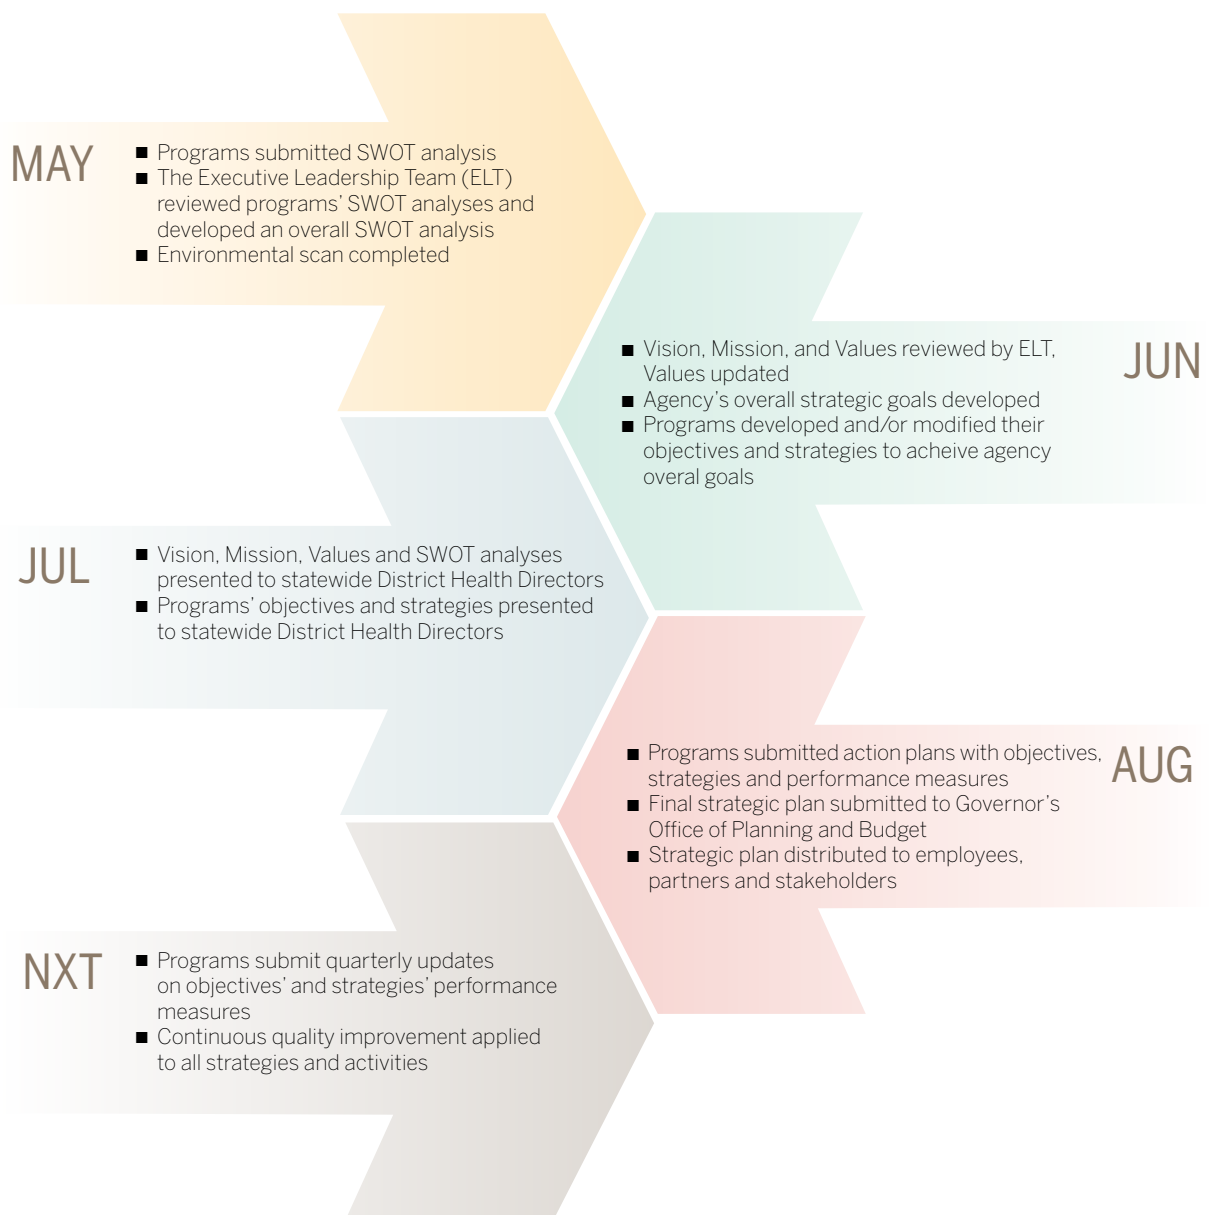 MAY
■ Programs submitted SWOT analysis
■ The Executive Leadership Team (ELT)
reviewed programs’ SWOT analyses and
developed an overall SWOT analysis
■ Environmental scan completed
JUN
■ Vision, Mission, and Values reviewed by ELT,
Values updated
■ Agency’s overall strategic goals developed
■ Programs developed and/or modified their
objectives and strategies to acheive agency
overal goals
JUL
■ Vision, Mission, Values and SWOT analyses
presented to statewide District Health Directors
■ Programs’ objectives and strategies presented
to statewide District Health Directors
AUG
■ Programs submitted action plans with objectives,
strategies and performance measures
■ Final strategic plan submitted to Governor’s
Office of Planning and Budget
■ Strategic plan distributed to employees,
partners and stakeholders
NXT
■ Programs submit quarterly updates
on objectives’ and strategies’ performance
measures
■ Continuous quality improvement applied
to all strategies and activities